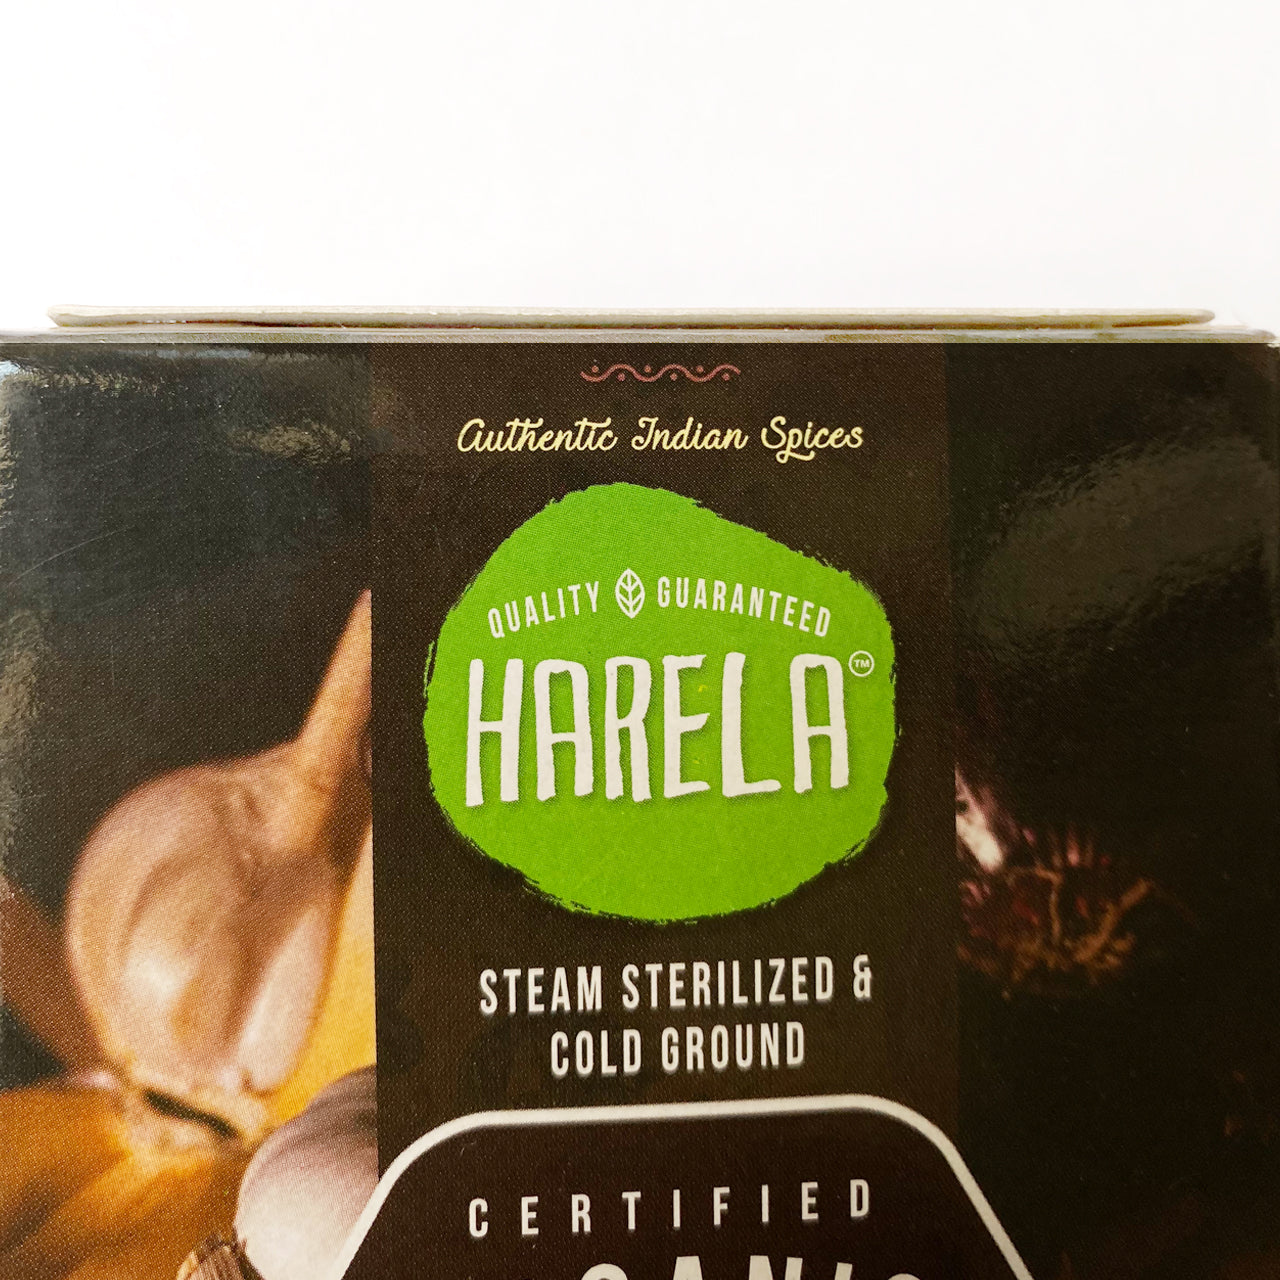 Authentic Indian Spices
QUALITY GUARANTEED
HARELA™
STEAM STERILIZED &
COLD GROUND
CERTIFIED